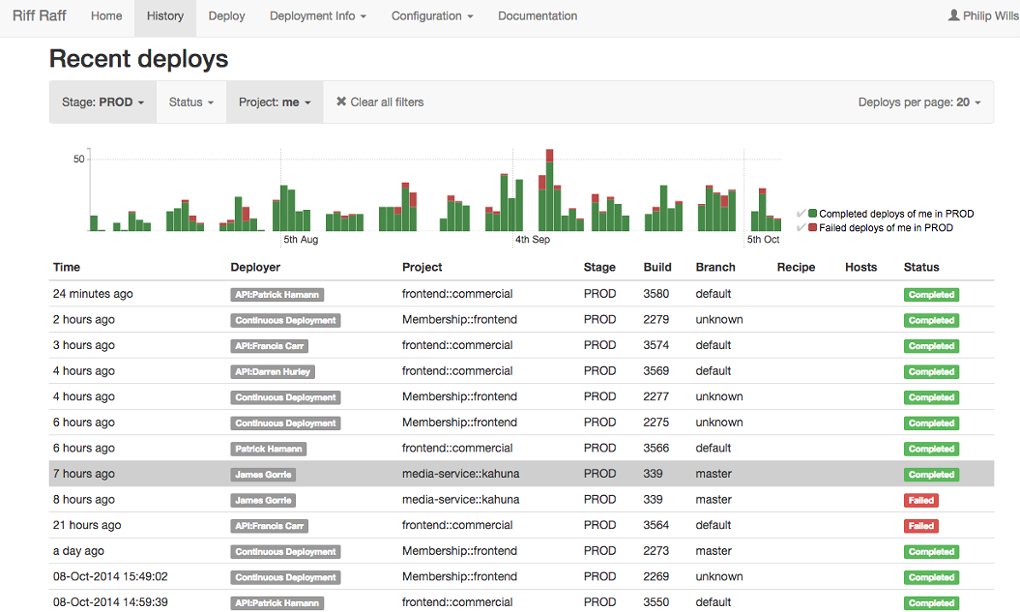 Riff Raff Home History Deploy Deployment Info Configuration Documentation Philip Wills
Recent deploys
Stage: PROD Status Project: me Clear all filters Deploys per page: 20
50
Completed deploys of me in PROD
Failed deploys of me in PROD
5th Aug 4th Sep 5th Oct
Time Deployer Project Stage Build Branch Recipe Hosts Status
24 minutes ago API:Patrick Hamann frontend::commercial PROD 3580 default Completed
2 hours ago Continuous Deployment Membership::frontend PROD 2279 unknown Completed
3 hours ago API:Francis Carr frontend::commercial PROD 3574 default Completed
4 hours ago API:Darren Hurley frontend::commercial PROD 3569 default Completed
4 hours ago Continuous Deployment Membership::frontend PROD 2277 unknown Completed
6 hours ago Continuous Deployment Membership::frontend PROD 2275 unknown Completed
6 hours ago Patrick Hamann frontend::commercial PROD 3566 default Completed
7 hours ago James Gorrie media-service::kahuna PROD 339 master Completed
8 hours ago James Gorrie media-service::kahuna PROD 339 master Failed
21 hours ago API:Francis Carr frontend::commercial PROD 3564 default Failed
a day ago Continuous Deployment Membership::frontend PROD 2273 master Completed
08-Oct-2014 15:49:02 Continuous Deployment Membership::frontend PROD 2269 unknown Completed
08-Oct-2014 14:59:39 API:Patrick Hamann frontend::commercial PROD 3550 default Completed